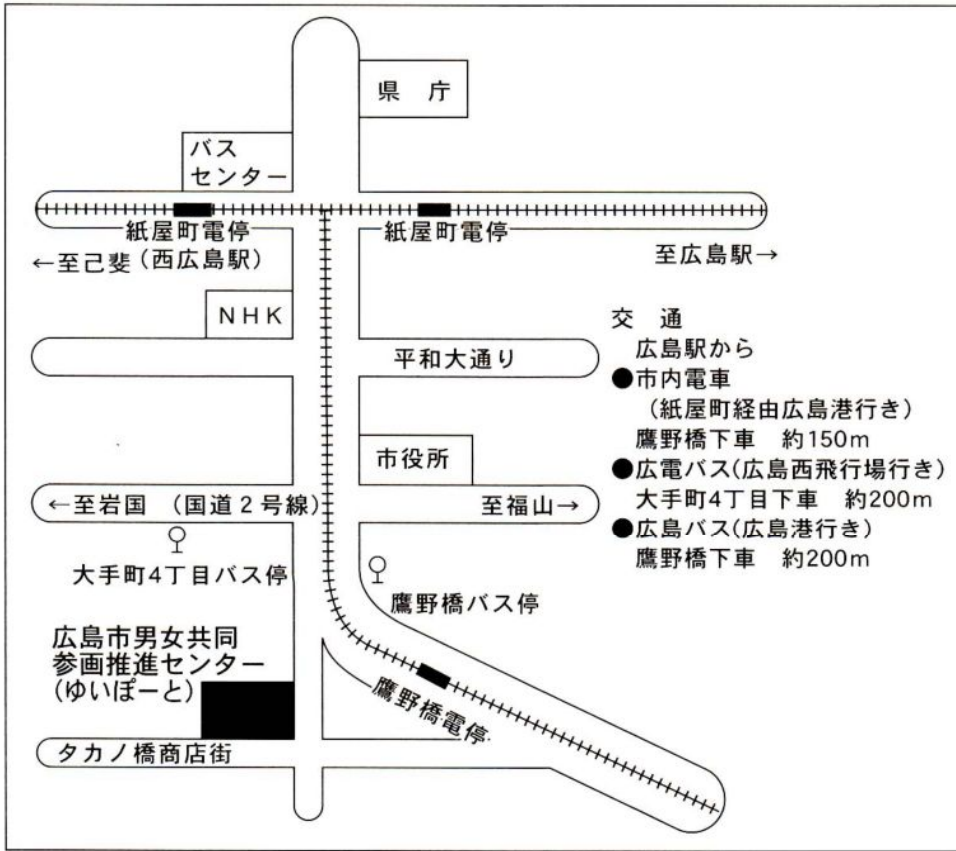 県 庁
バス
センター
紙屋町電停
紙屋町電停
←至己斐 (西広島駅)
至広島駅→
NHK
平和大通り
交 通
広島駅から
●市内電車
(紙屋町経由広島港行き)
鷹野橋下車 約150m
●広電バス(広島西飛行場行き)
大手町4丁目下車 約200m
●広島バス(広島港行き)
鷹野橋下車 約200m
市役所
←至岩国 (国道2号線)
至福山→
大手町4丁目バス停
鷹野橋バス停
広島市男女共同
参画推進センター
(ゆいぽーと)
鷹野橋電停
タカノ橋商店街